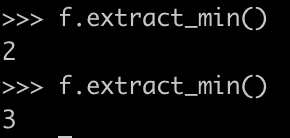 >>> f.extract_min()
2
>>> f.extract_min()
3